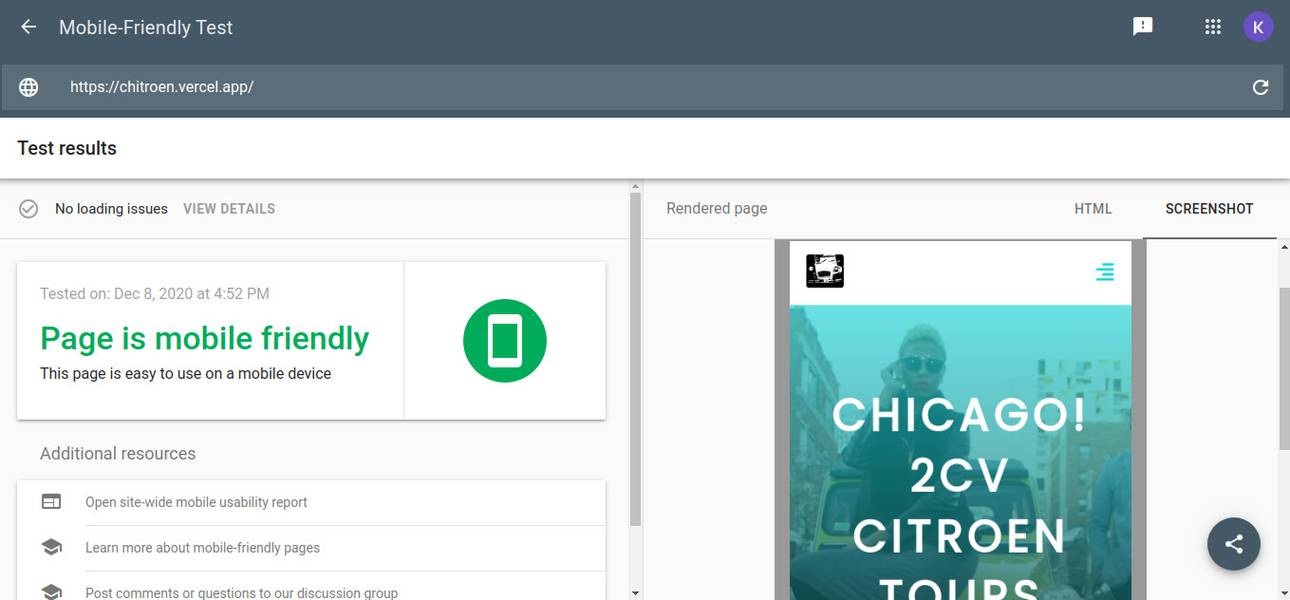 Mobile-Friendly Test
K
https://chitroen.vercel.app/
Test results
No loading issues VIEW DETAILS
Tested on: Dec 8, 2020 at 4:52 PM
Page is mobile friendly
This page is easy to use on a mobile device
Additional resources
Open site-wide mobile usability report
Learn more about mobile-friendly pages
Post comments or questions to our discussion group
Rendered page HTML SCREENSHOT
CHICAGO!
2CV
CITROEN
TOURS